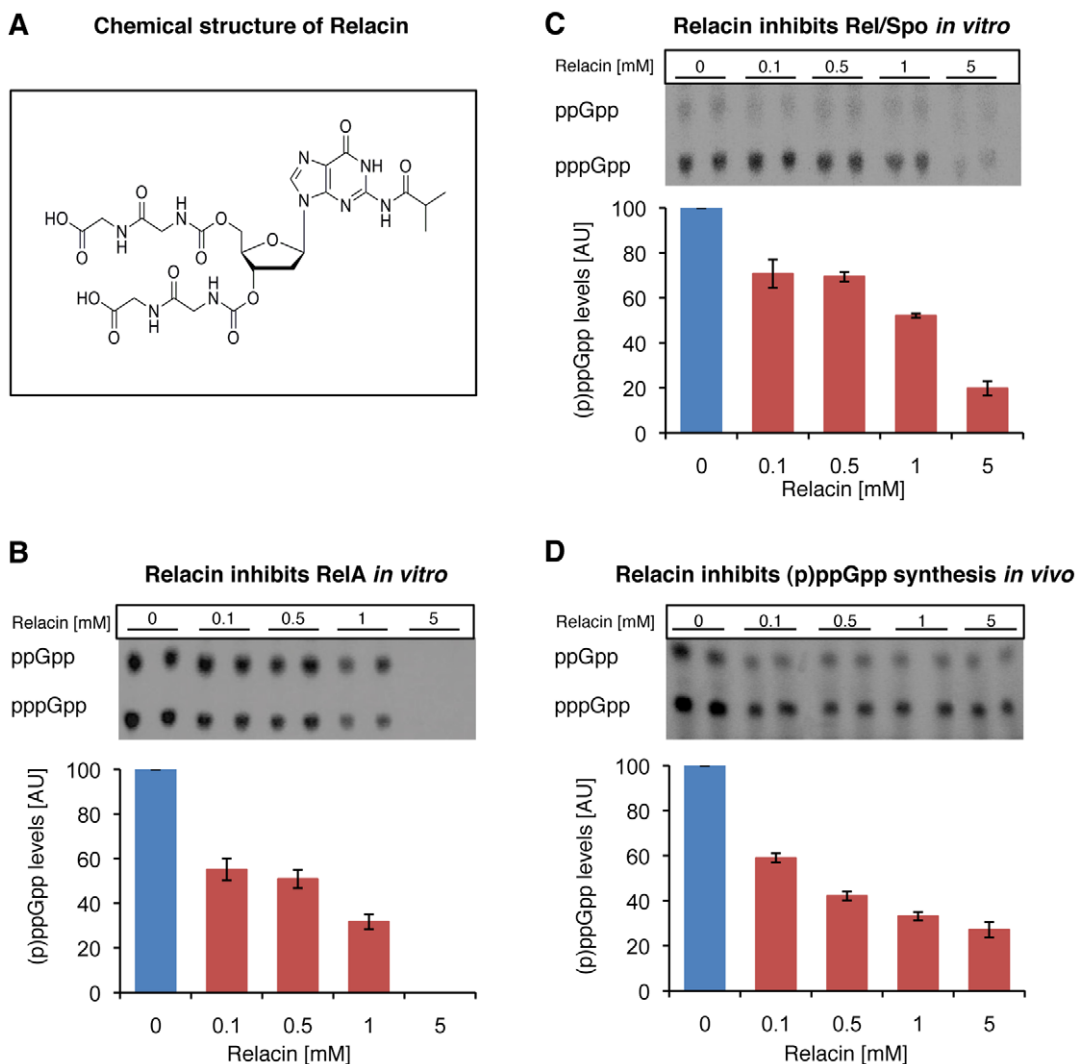 A Chemical structure of Relacin
O
N
NH
O
N
N
N
H
HO
O
N
H
O
H
N
O
O
O
O
HO
O
N
H
O
H
N
O
O
B Relacin inhibits RelA in vitro
Relacin [mM] 0 0.1 0.5 1 5
ppGpp
pppGpp
(p)ppGpp levels [AU]
100
80
60
40
20
0
0 0.1 0.5 1 5
Relacin [mM]
C Relacin inhibits Rel/Spo in vitro
Relacin [mM] 0 0.1 0.5 1 5
ppGpp
pppGpp
(p)ppGpp levels [AU]
100
80
60
40
20
0
0 0.1 0.5 1 5
Relacin [mM]
D Relacin inhibits (p)ppGpp synthesis in vivo
Relacin [mM] 0 0.1 0.5 1 5
ppGpp
pppGpp
(p)ppGpp levels [AU]
100
80
60
40
20
0
0 0.1 0.5 1 5
Relacin [mM]